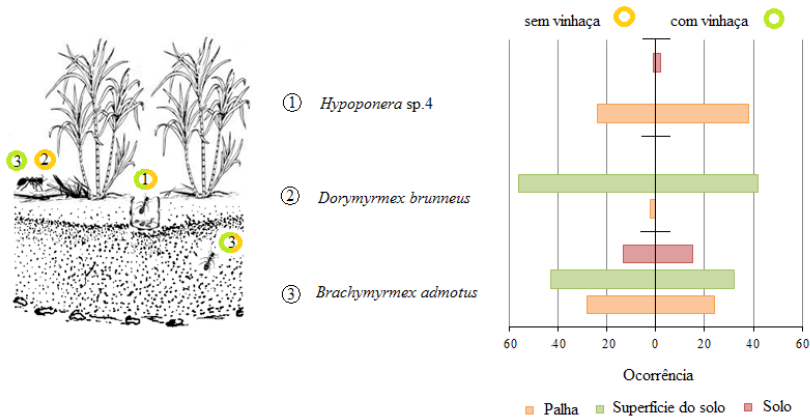 sem vinhaça com vinhaça
1 Hypoponera sp.4
2 Dorymyrmex brunneus
3 Brachymyrmex admotus
3 2
1
3
60 40 20 0 20 40 60
Ocorrência
Palha Superfície do solo Solo